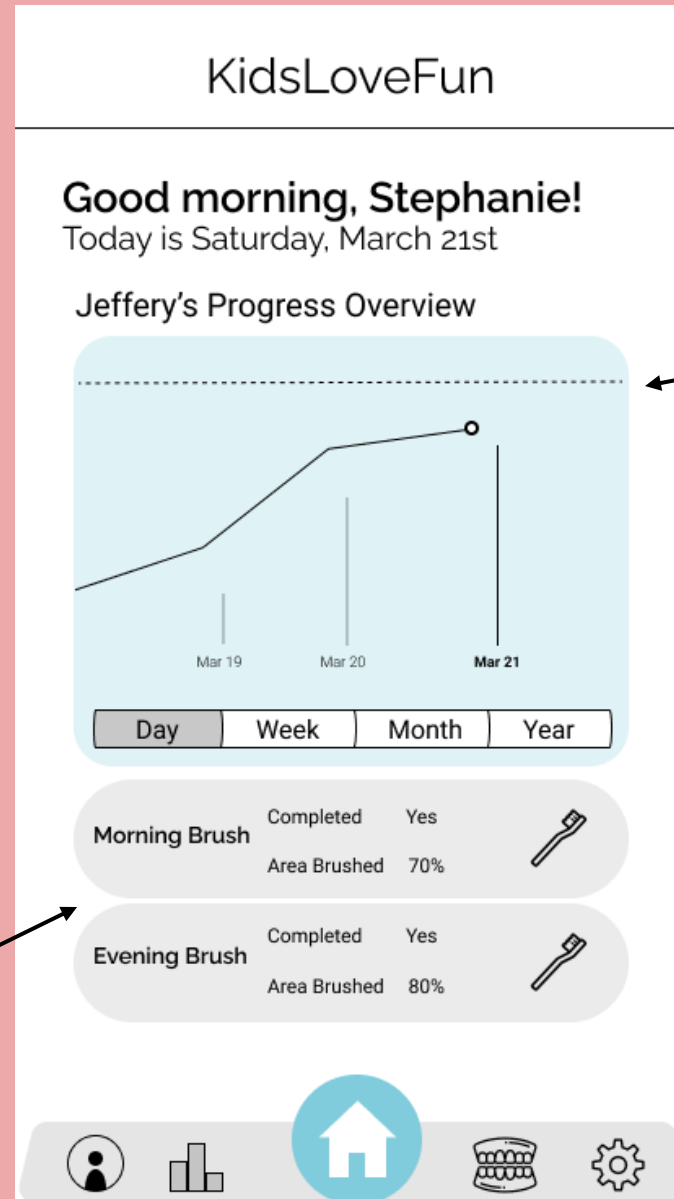 KidsLoveFun
Good morning, Stephanie!
Today is Saturday, March 21st
Jeffery's Progress Overview
Mar 19 Mar 20 Mar 21
Day Week Month Year
Morning Brush
Completed Yes
Area Brushed 70%
Evening Brush
Completed Yes
Area Brushed 80%